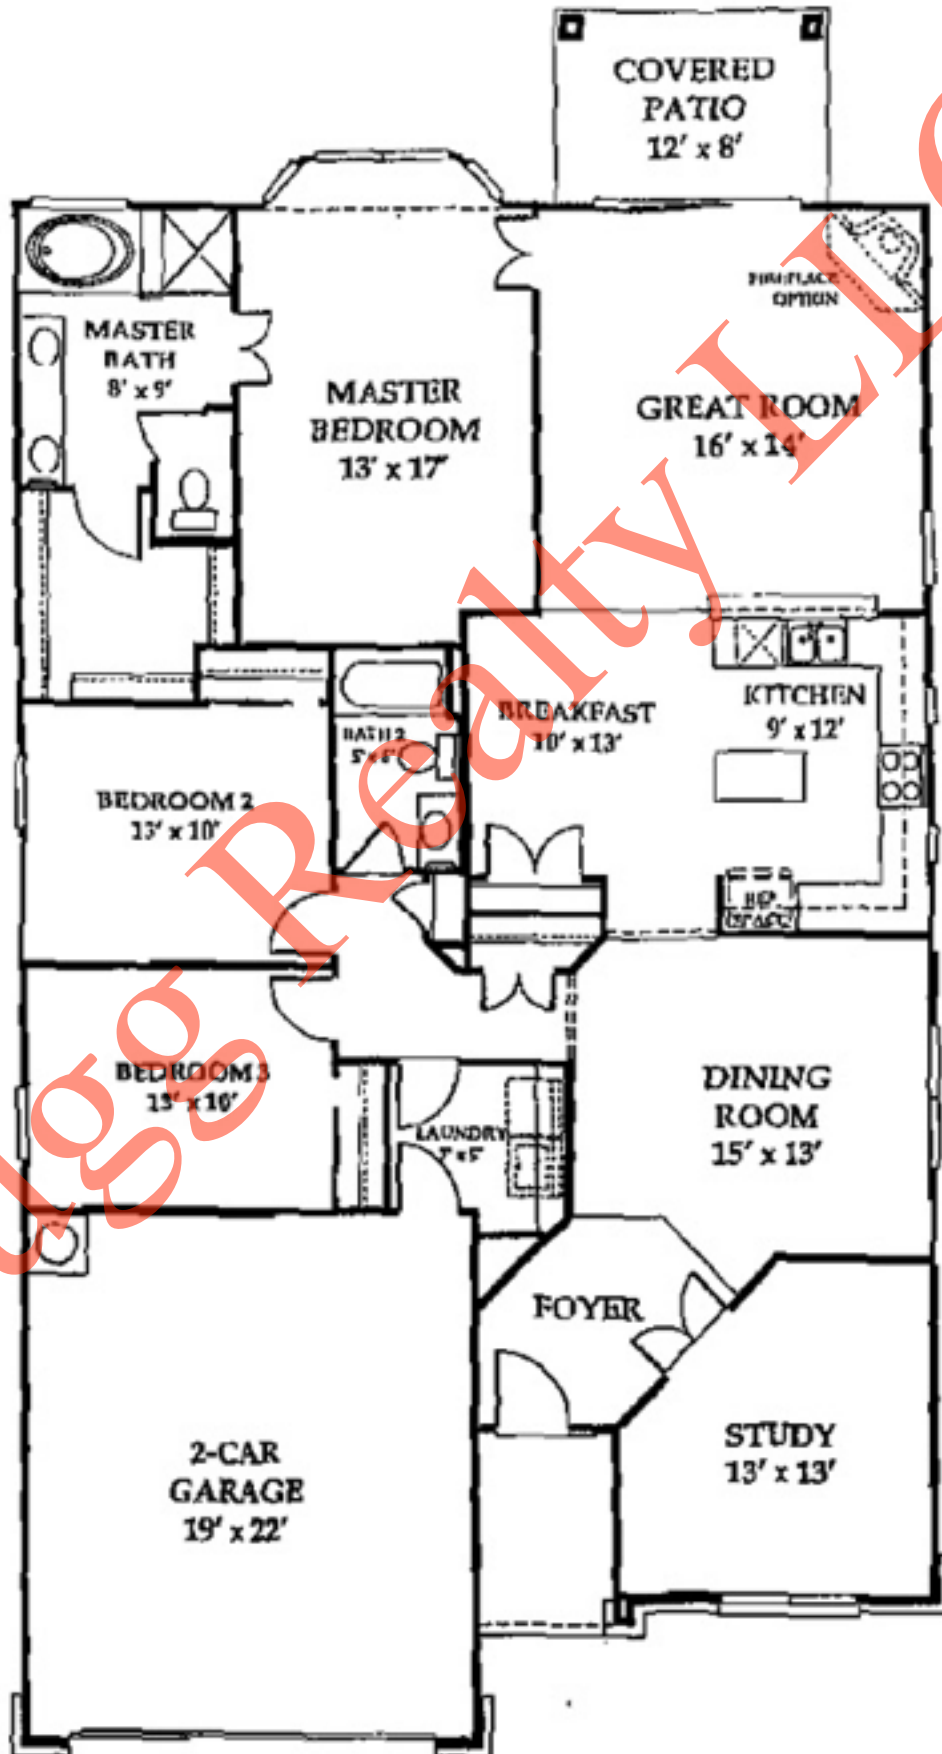 COVERED
PATIO
12' x 8'
FIREPLACE
OPTION
MASTER
BATH
8' x 9'
MASTER
BEDROOM
13' x 17'
GREAT ROOM
16' x 14'
BREAKFAST
10' x 13'
KITCHEN
9' x 12'
BATH 2
BEDROOM 2
13' x 10'
REF
SPACE
BEDROOM 3
13' x 10'
LAUNDRY
DINING
ROOM
15' x 13'
FOYER
2-CAR
GARAGE
19' x 22'
STUDY
13' x 13'
Realty